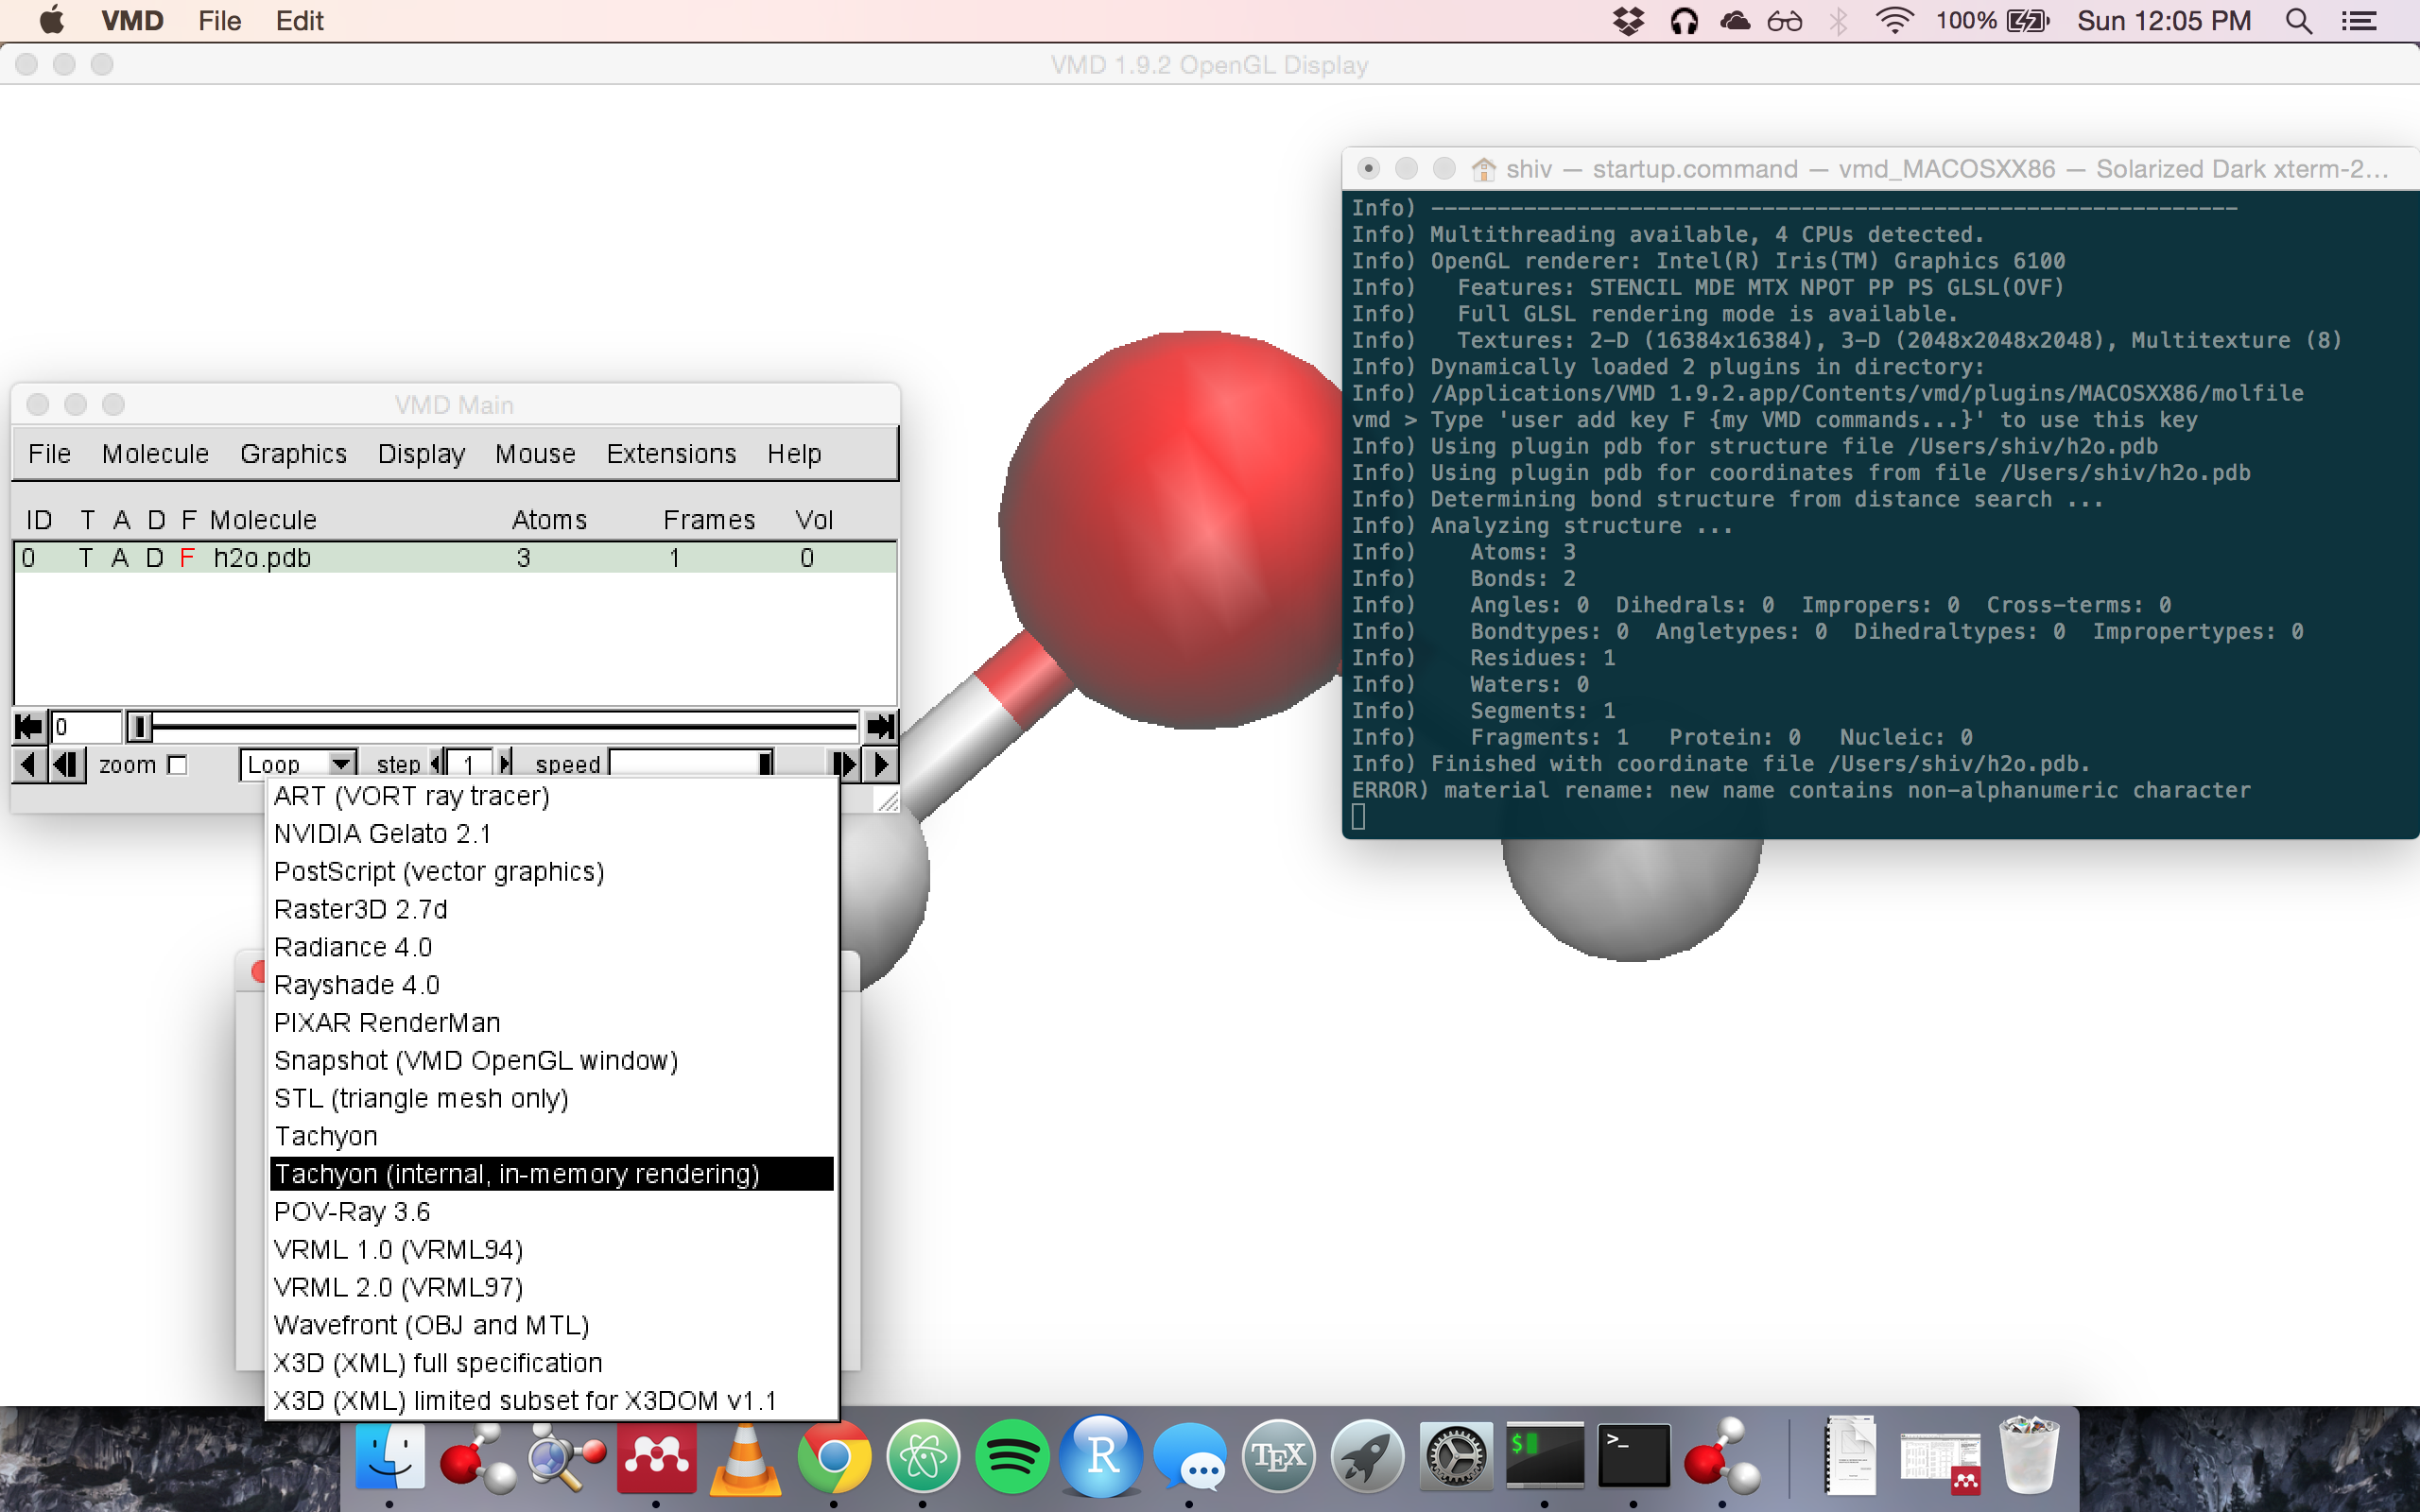 VMD File Edit 100% Sun 12:05 PM
VMD 1.9.2 OpenGL Display
shiv — startup.command — vmd_MACOSXX86 — Solarized Dark xterm-2...
Info) -------------------------------------------------------------
Info) Multithreading available, 4 CPUs detected.
Info) OpenGL renderer: Intel(R) Iris(TM) Graphics 6100
Info)   Features: STENCIL MDE MTX NPOT PP PS GLSL(OVF)
Info)   Full GLSL rendering mode is available.
Info)   Textures: 2-D (16384x16384), 3-D (2048x2048x2048), Multitexture (8)
Info) Dynamically loaded 2 plugins in directory:
Info) /Applications/VMD 1.9.2.app/Contents/vmd/plugins/MACOSXX86/molfile
vmd > Type 'user add key F {my VMD commands...}' to use this key
Info) Using plugin pdb for structure file /Users/shiv/h2o.pdb
Info) Using plugin pdb for coordinates from file /Users/shiv/h2o.pdb
Info) Determining bond structure from distance search ...
Info) Analyzing structure ...
Info)    Atoms: 3
Info)    Bonds: 2
Info)    Angles: 0  Dihedrals: 0  Impropers: 0  Cross-terms: 0
Info)    Bondtypes: 0  Angletypes: 0  Dihedraltypes: 0  Impropertypes: 0
Info)    Residues: 1
Info)    Waters: 0
Info)    Segments: 1
Info)    Fragments: 1   Protein: 0   Nucleic: 0
Info) Finished with coordinate file /Users/shiv/h2o.pdb.
ERROR) material rename: new name contains non-alphanumeric character
VMD Main
File Molecule Graphics Display Mouse Extensions Help
ID T A D F Molecule Atoms Frames Vol
0 T A D F h2o.pdb 3 1 0
0
zoom Loop step 1 speed
ART (VORT ray tracer)
NVIDIA Gelato 2.1
PostScript (vector graphics)
Raster3D 2.7d
Radiance 4.0
Rayshade 4.0
PIXAR RenderMan
Snapshot (VMD OpenGL window)
STL (triangle mesh only)
Tachyon
Tachyon (internal, in-memory rendering)
POV-Ray 3.6
VRML 1.0 (VRML94)
VRML 2.0 (VRML97)
Wavefront (OBJ and MTL)
X3D (XML) full specification
X3D (XML) limited subset for X3DOM v1.1
R TEX $ >_